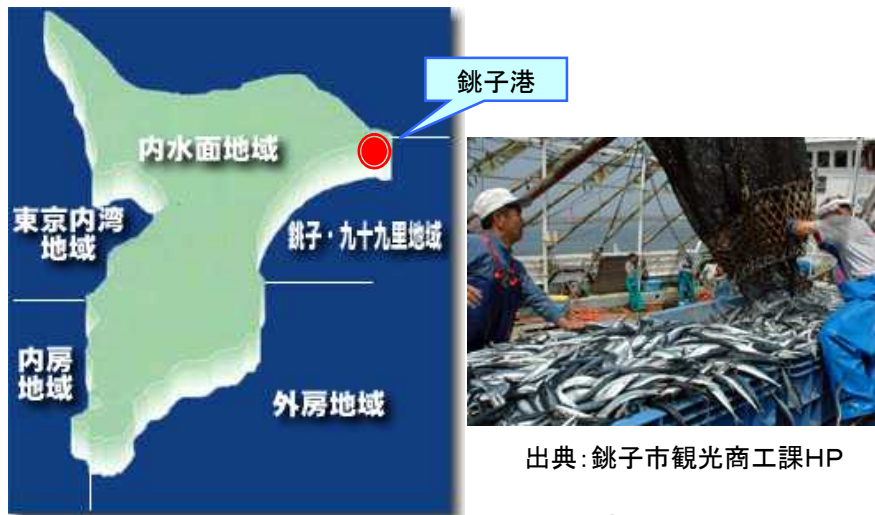 銚子港
内水面地域
東京内湾
地域
銚子・九十九里地域
内房
地域
外房地域
出典：銚子市観光商工課HP